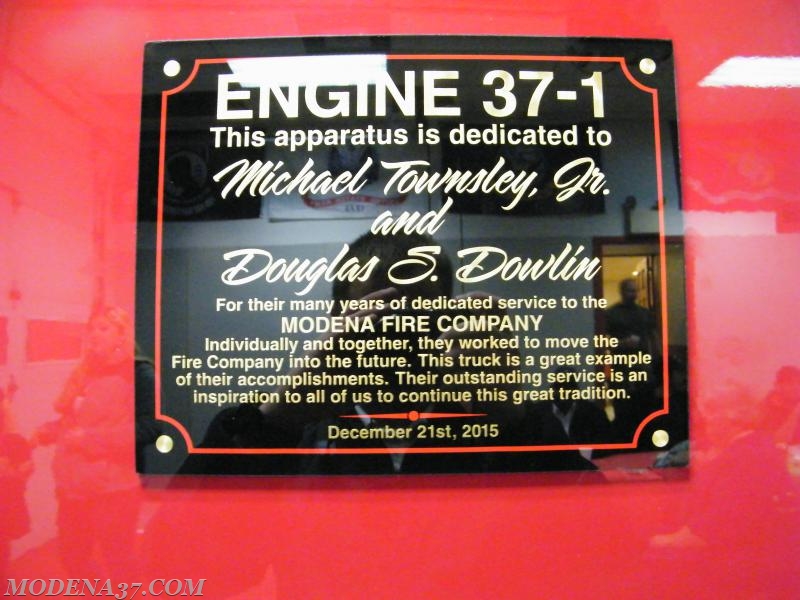 ENGINE 37-1
This apparatus is dedicated to
Michael Townsley, Jr.
and
Douglas S. Dowlin
For their many years of dedicated service to the
MODENA FIRE COMPANY
Individually and together, they worked to move the
Fire Company into the future. This truck is a great example
of their accomplishments. Their outstanding service is an
inspiration to all of us to continue this great tradition.
December 21st, 2015
MODENA37.COM